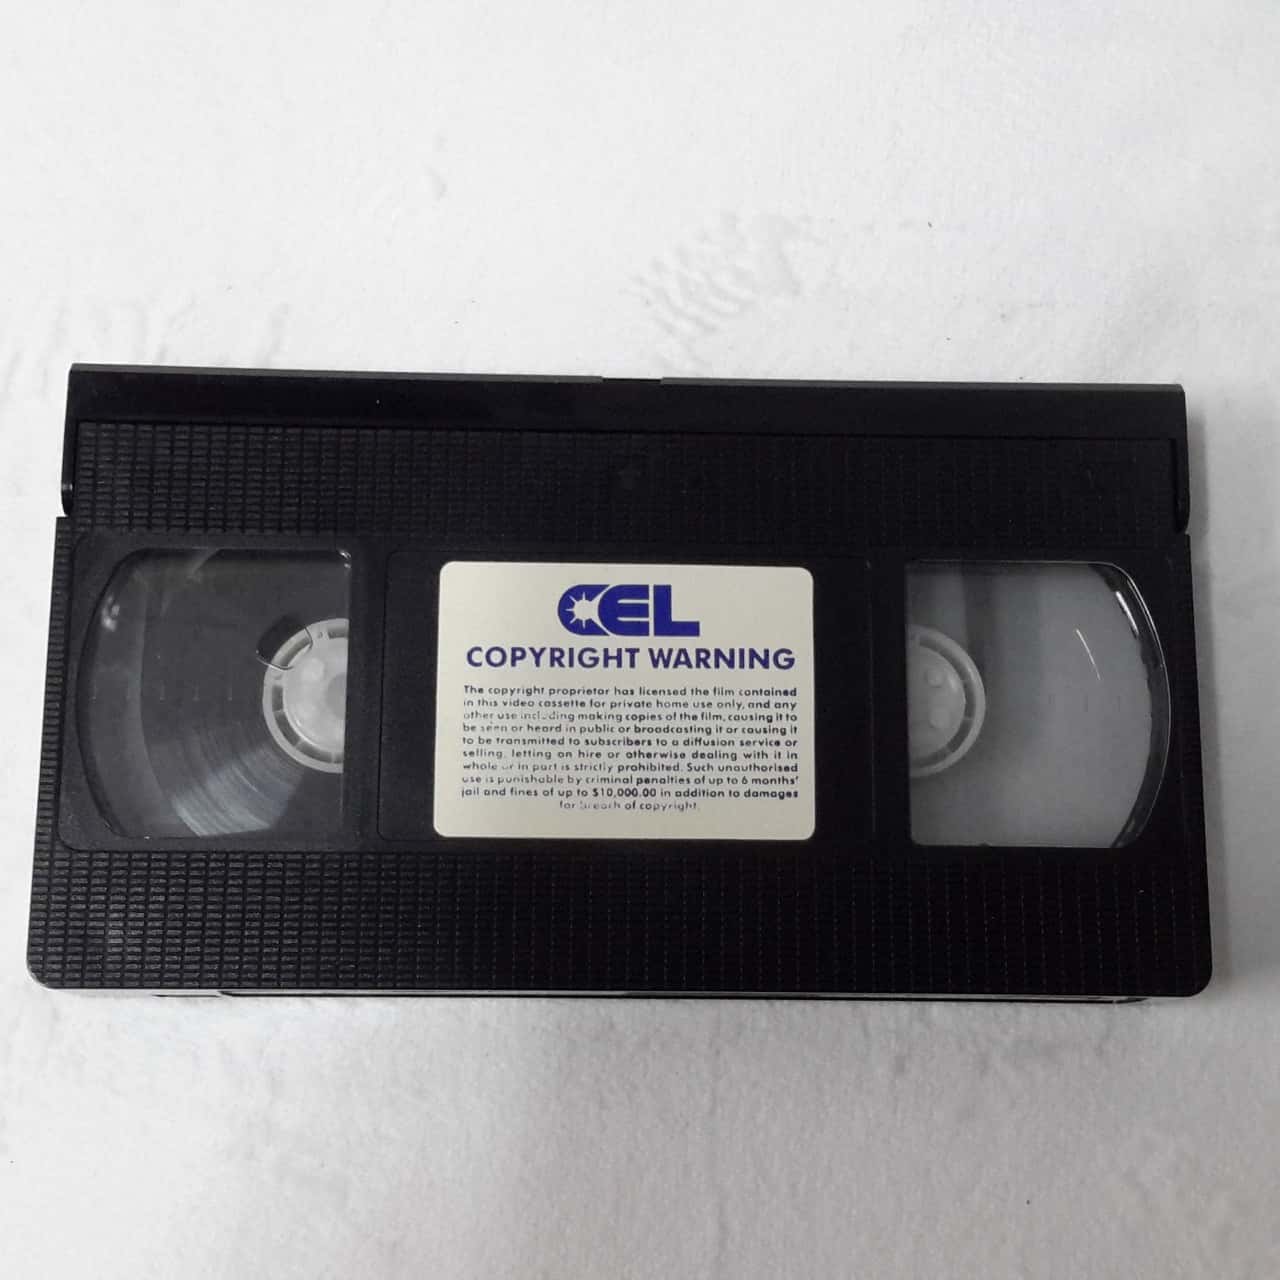 CEL
COPYRIGHT WARNING
The copyright proprietor has licensed the film contained
in this video cassette for private home use only, and any
other use including making copies of the film, causing it to
be seen or heard in public or broadcasting it or causing it
to be transmitted to subscribers to a diffusion service or
selling, letting on hire or otherwise dealing with it in
whole or in part is strictly prohibited. Such unauthorised
use is punishable by criminal penalties of up to 6 months'
jail and fines of up to $10,000.00 in addition to damages
for breach of copyright.